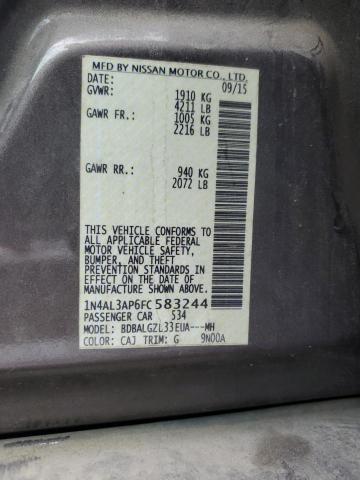 MFD BY NISSAN MOTOR CO., LTD.
DATE: 09/15
GVWR: 1910 KG
4211 LB
GAWR FR: 1005 KG
2216 LB
GAWR RR: 940 KG
2072 LB
THIS VEHICLE CONFORMS TO
ALL APPLICABLE FEDERAL
MOTOR VEHICLE SAFETY,
BUMPER, AND THEFT
PREVENTION STANDARDS IN
EFFECT ON THE DATE OF
MANUFACTURE SHOWN ABOVE.
1N4AL3AP6FC583244
PASSENGER CAR 534
MODEL: BDBALGZL33EUA---MH
COLOR: CAJ TRIM: G 9N00A